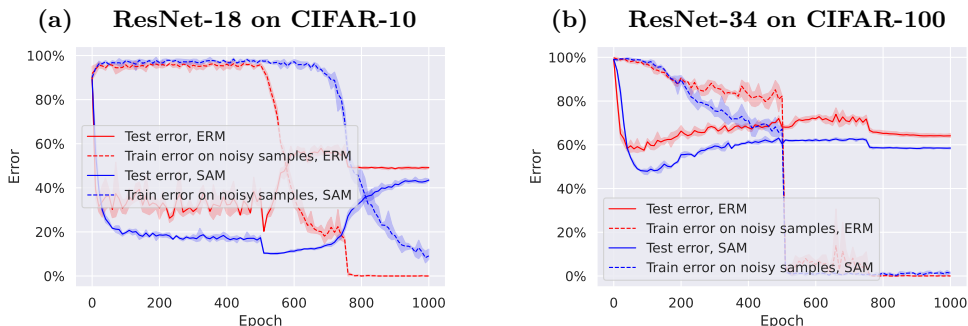 (a) ResNet-18 on CIFAR-10
100%
80%
60%
40%
20%
0%
Error
Test error, ERM
Train error on noisy samples, ERM
Test error, SAM
Train error on noisy samples, SAM
0 200 400 600 800 1000
Epoch
(b) ResNet-34 on CIFAR-100
100%
80%
60%
40%
20%
0%
Error
Test error, ERM
Train error on noisy samples, ERM
Test error, SAM
Train error on noisy samples, SAM
0 200 400 600 800 1000
Epoch